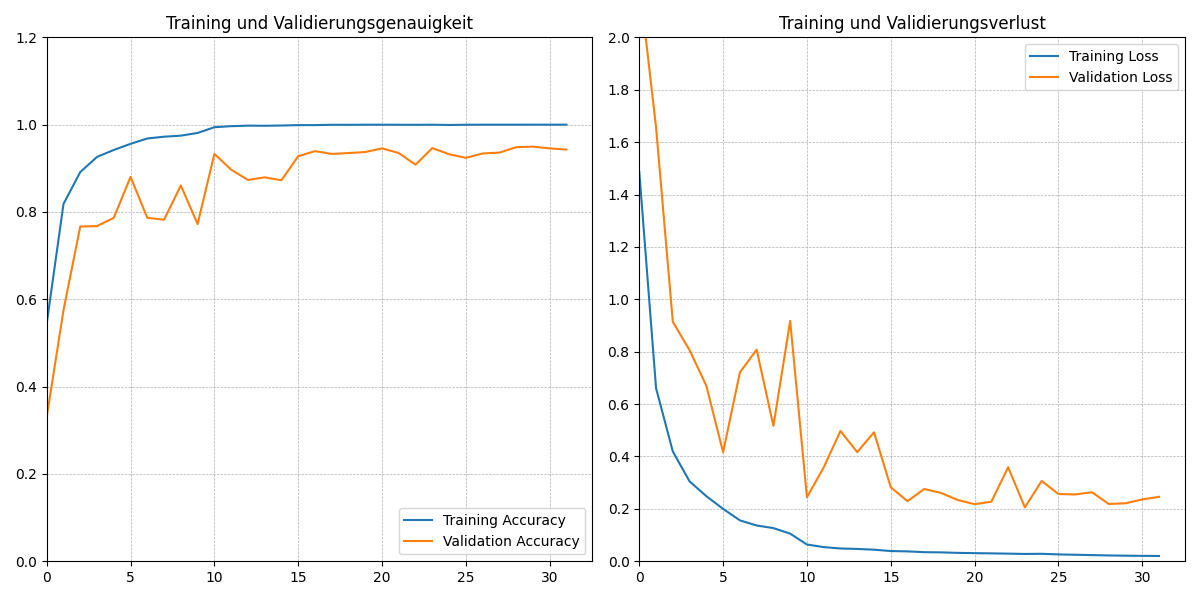 Training und Validierungsgenauigkeit
1.2
1.0
0.8
0.6
0.4
0.2
0.0
0 5 10 15 20 25 30
Training Accuracy
Validation Accuracy
Training und Validierungsverlust
2.0
1.8
1.6
1.4
1.2
1.0
0.8
0.6
0.4
0.2
0.0
0 5 10 15 20 25 30
Training Loss
Validation Loss